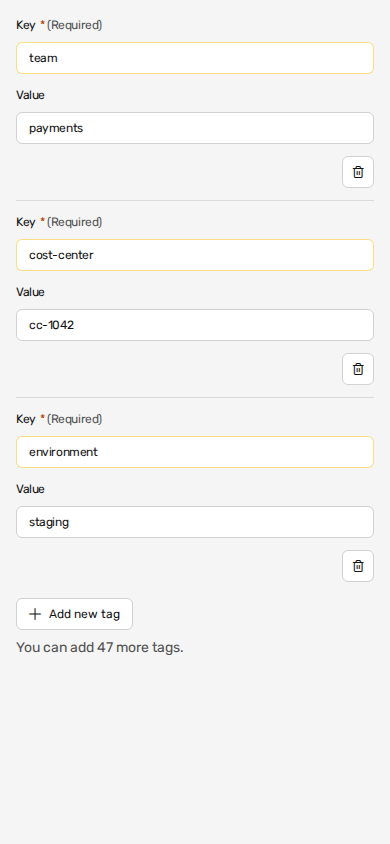 Key * (Required)
team
Value
payments
Key * (Required)
cost-center
Value
cc-1042
Key * (Required)
environment
Value
staging
Add new tag
You can add 47 more tags.